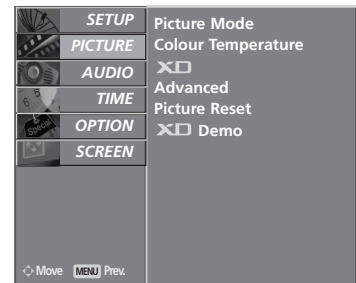 SETUP
PICTURE
AUDIO
TIME
OPTION
SCREEN
Move MENU Prev.
Picture Mode
Colour Temperature
XD
Advanced
Picture Reset
XD Demo